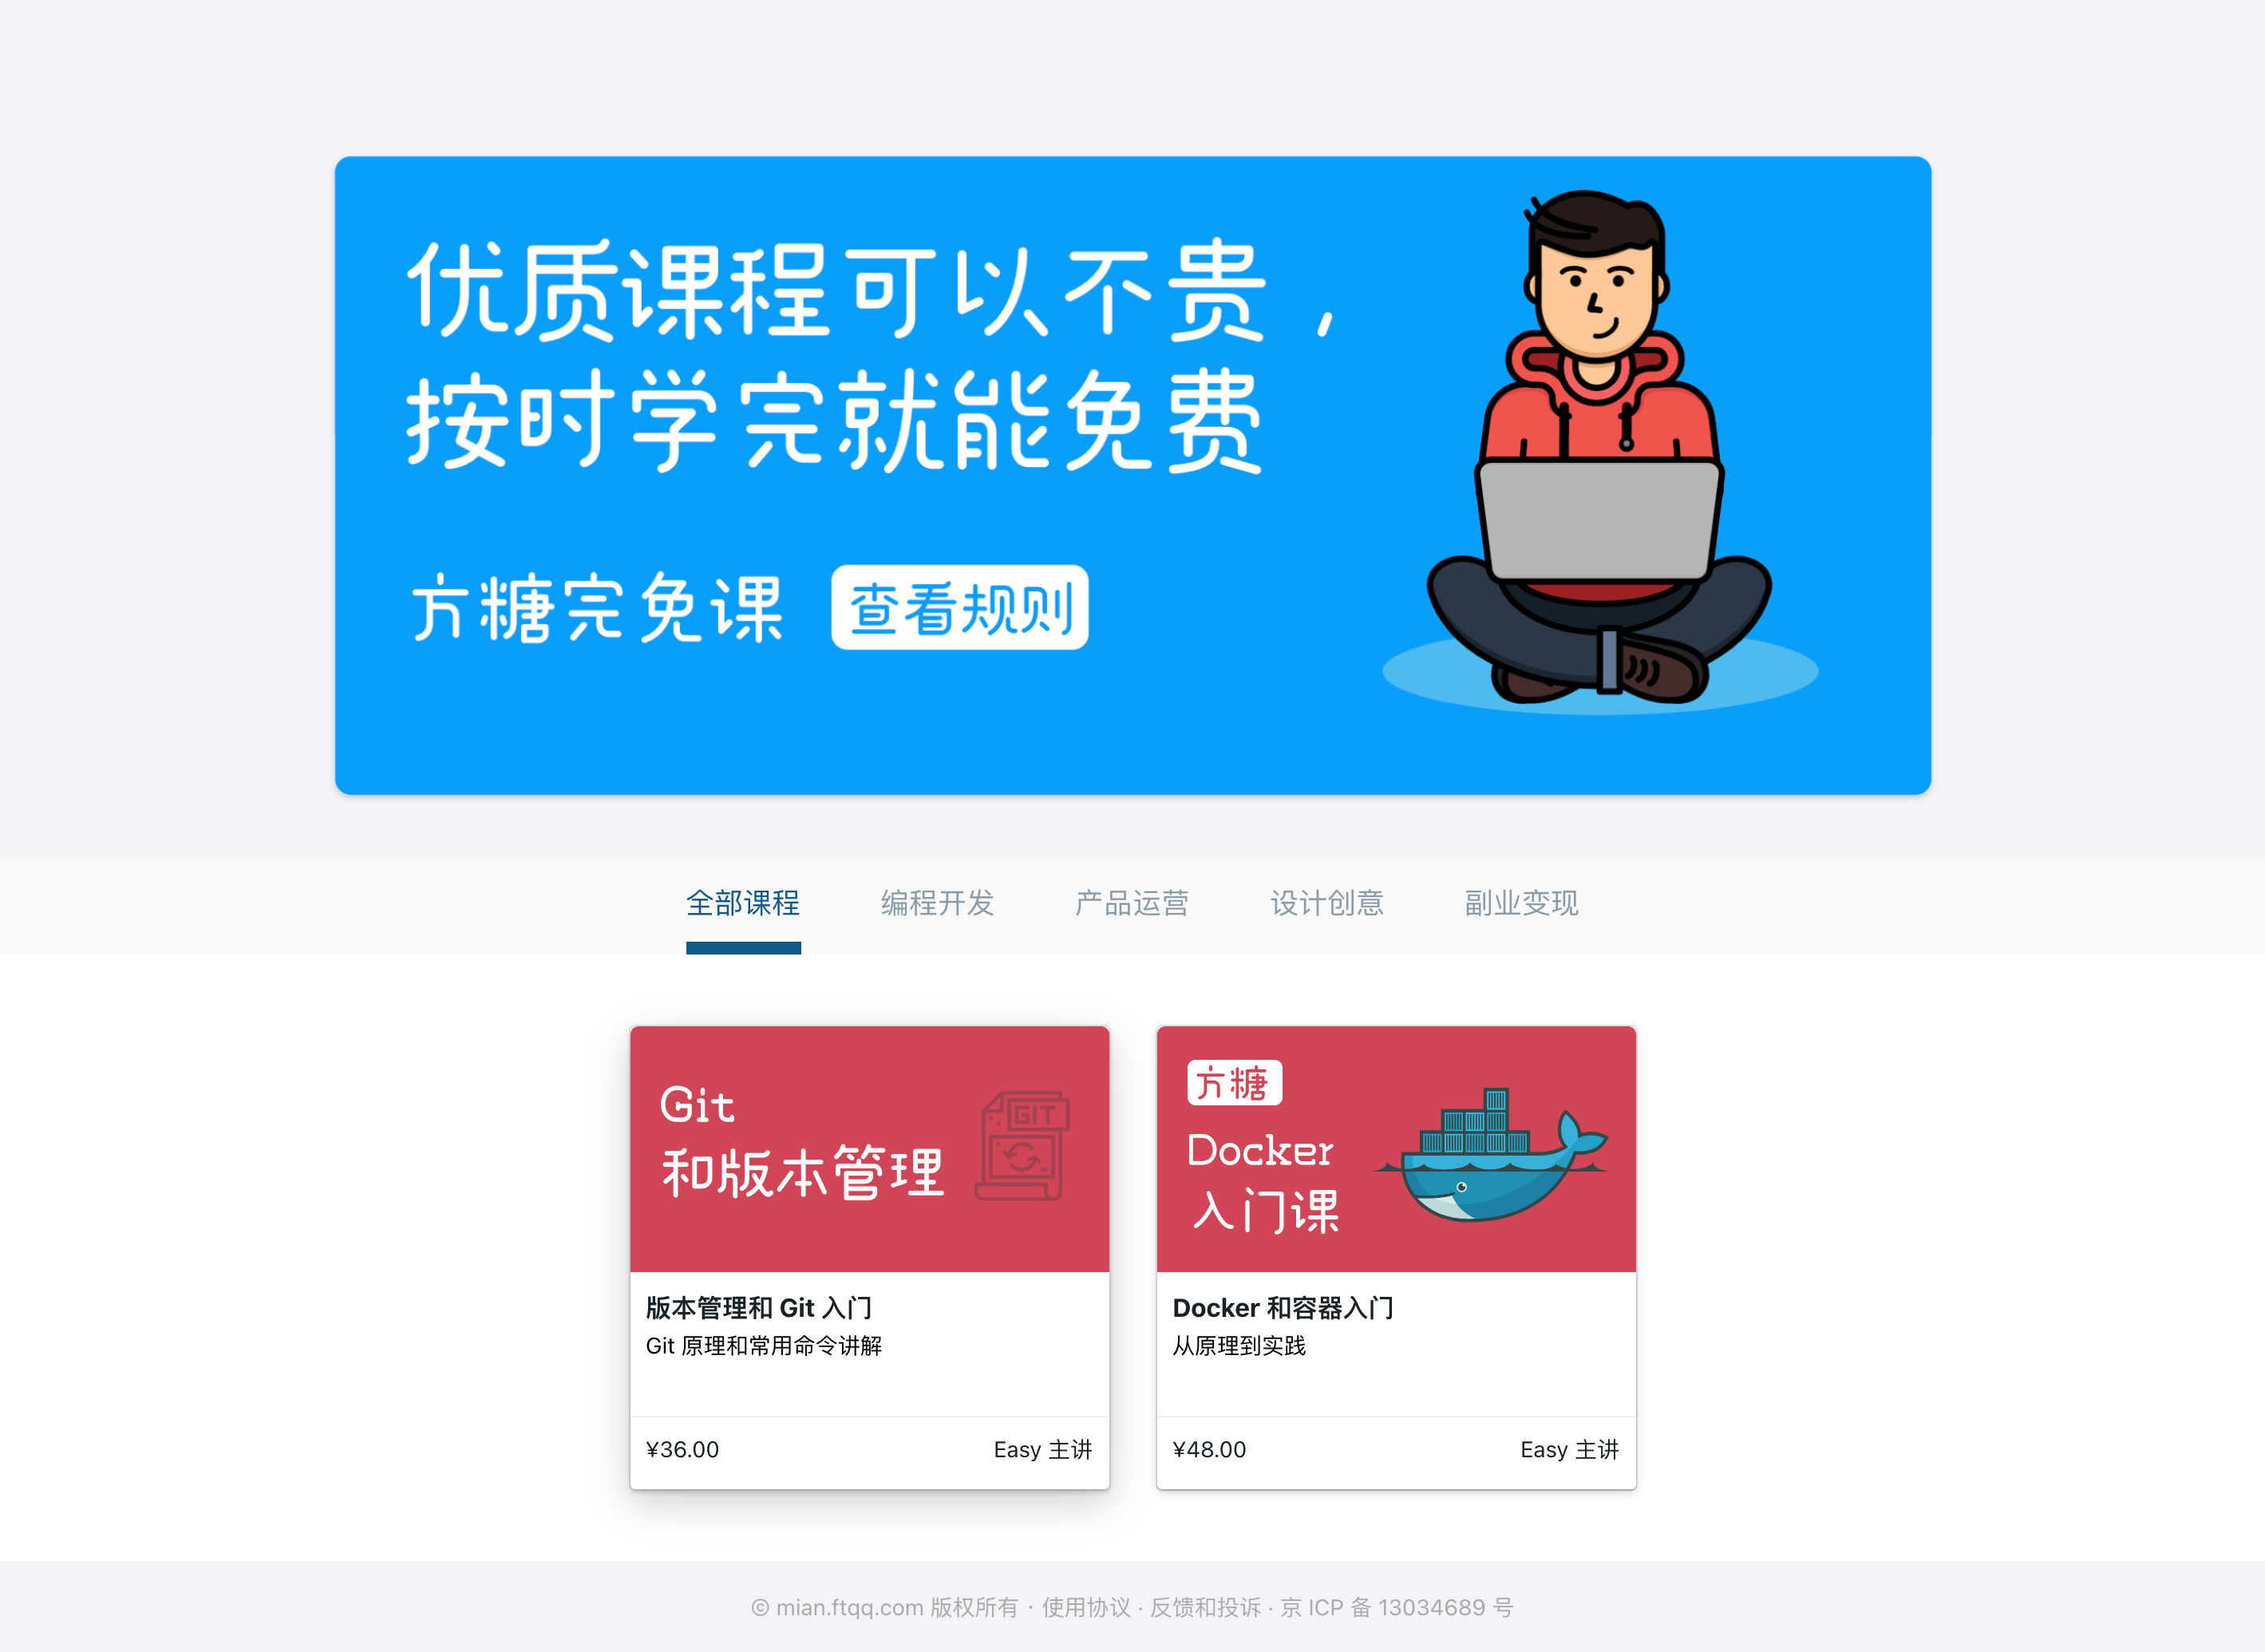 优质课程可以不贵，
按时学完就能免费
方糖完免课 查看规则
全部课程 编程开发 产品运营 设计创意 副业变现
Git
和版本管理
GIT
版本管理和 Git 入门
Git 原理和常用命令讲解
¥36.00 Easy 主讲
方糖
Docker
入门课
Docker 和容器入门
从原理到实践
¥48.00 Easy 主讲
© mian.ftqq.com 版权所有 · 使用协议 · 反馈和投诉 · 京 ICP 备 13034689 号